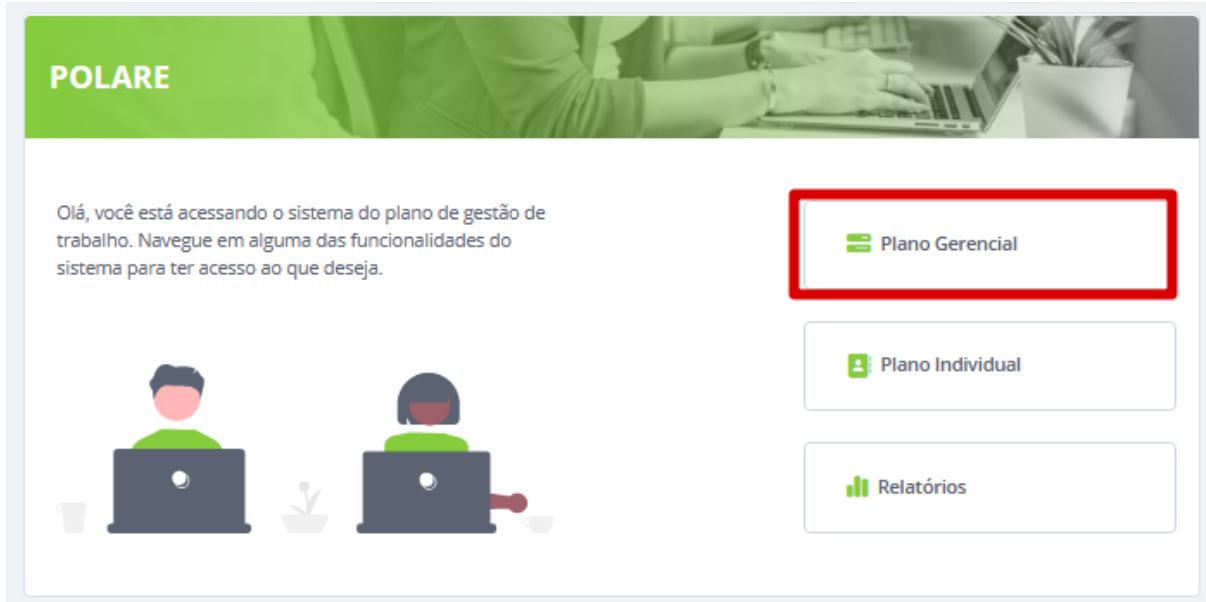 POLARE
Olá, você está acessando o sistema do plano de gestão de
trabalho. Navegue em alguma das funcionalidades do
sistema para ter acesso ao que deseja.
Plano Gerencial
Plano Individual
Relatórios